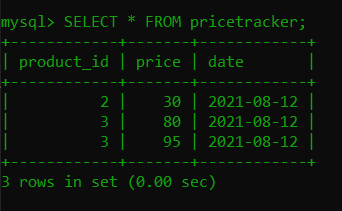 mysql> SELECT * FROM pricetracker;
+------------+-------+------------+
| product_id | price | date       |
+------------+-------+------------+
|          2 |    30 | 2021-08-12 |
|          3 |    80 | 2021-08-12 |
|          3 |    95 | 2021-08-12 |
+------------+-------+------------+
3 rows in set (0.00 sec)